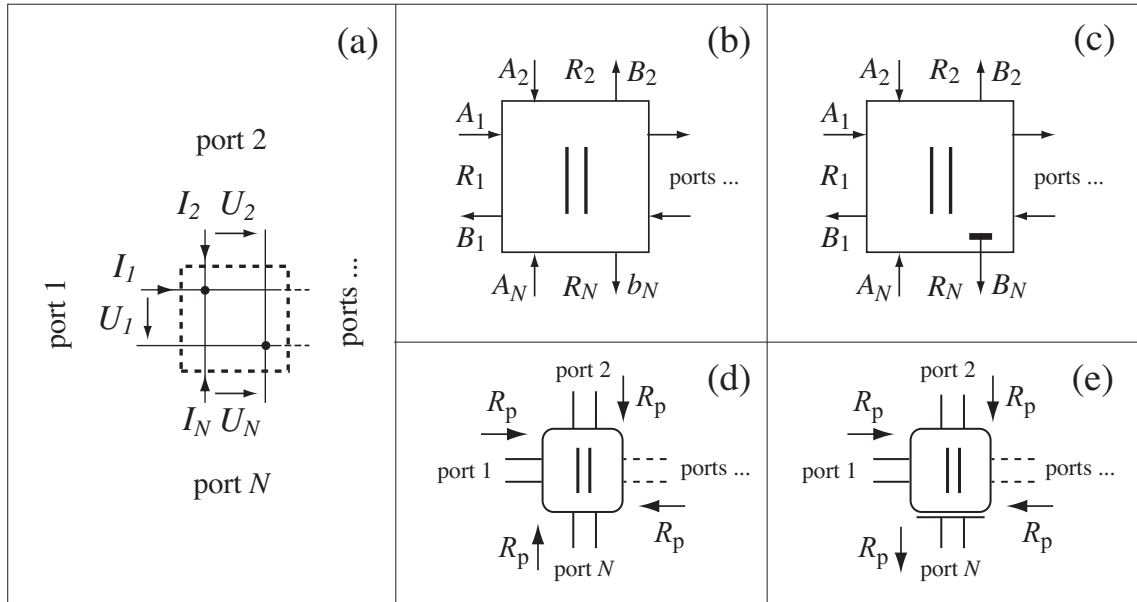 (a)
port 2
I2 U2
I1
U1
port 1
ports ...
IN UN
port N
(b)
A2 R2 B2
A1
R1
ports ...
B1
AN RN bN
(c)
A2 R2 B2
A1
R1
ports ...
B1
AN RN BN
(d)
port 2
Rp
Rp
port 1
ports ...
Rp
Rp
port N
(e)
port 2
Rp
Rp
port 1
ports ...
Rp
Rp
port N